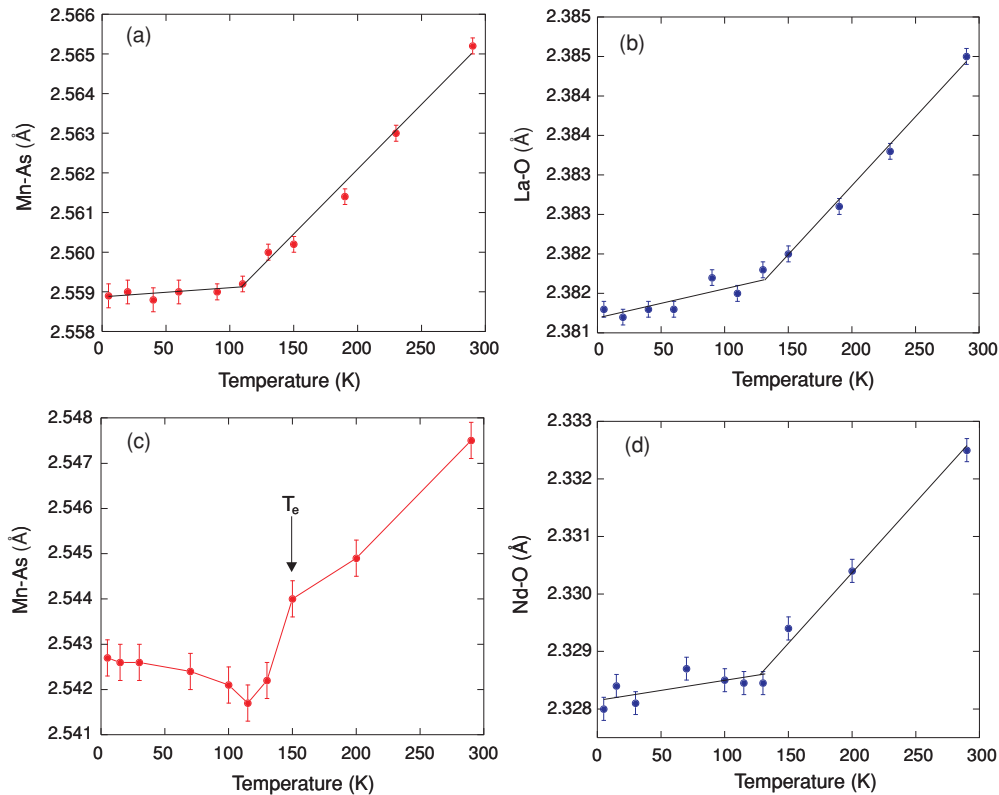 2.566
2.565
2.564
2.563
2.562
2.561
2.560
2.559
2.558
Mn-As (Å)
(a)
0 50 100 150 200 250 300
Temperature (K)
2.385
2.385
2.384
2.384
2.383
2.383
2.382
2.382
2.381
La-O (Å)
(b)
0 50 100 150 200 250 300
Temperature (K)
2.548
2.547
2.546
2.545
2.544
2.543
2.542
2.541
Mn-As (Å)
(c)
Te
0 50 100 150 200 250 300
Temperature (K)
2.333
2.332
2.331
2.330
2.329
2.328
Nd-O (Å)
(d)
0 50 100 150 200 250 300
Temperature (K)